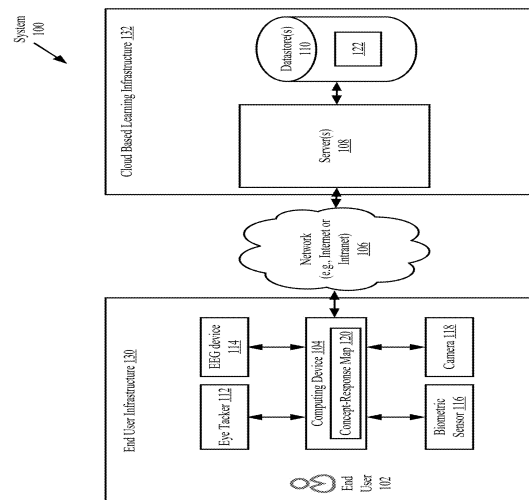 System
100
End User Infrastructure 130
Eye Tacker 112
EEG device
114
Computing Device 104
Concept-Response Map 120
Biometric
Sensor 116
Camera 118
End
User
102
Network
(e.g., Internet or
Intranet)
106
Cloud Based Learning Infrastructure 132
Server(s)
108
Datastore(s)
110
122